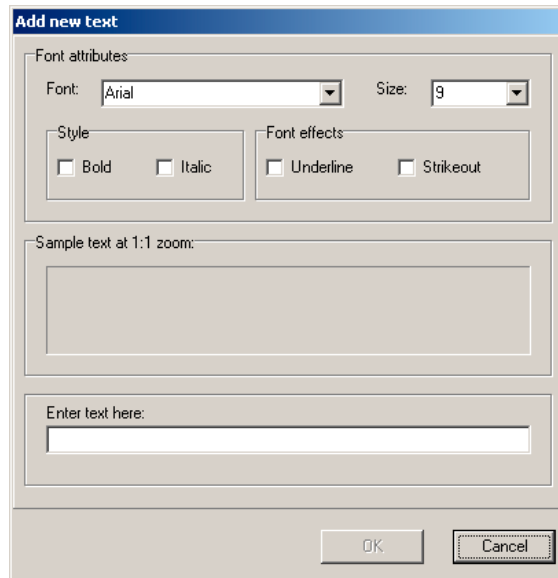 Add new text
Font attributes
Font: Arial Size: 9
Style Font effects
Bold Italic Underline Strikeout
Sample text at 1:1 zoom:
Enter text here:
OK Cancel